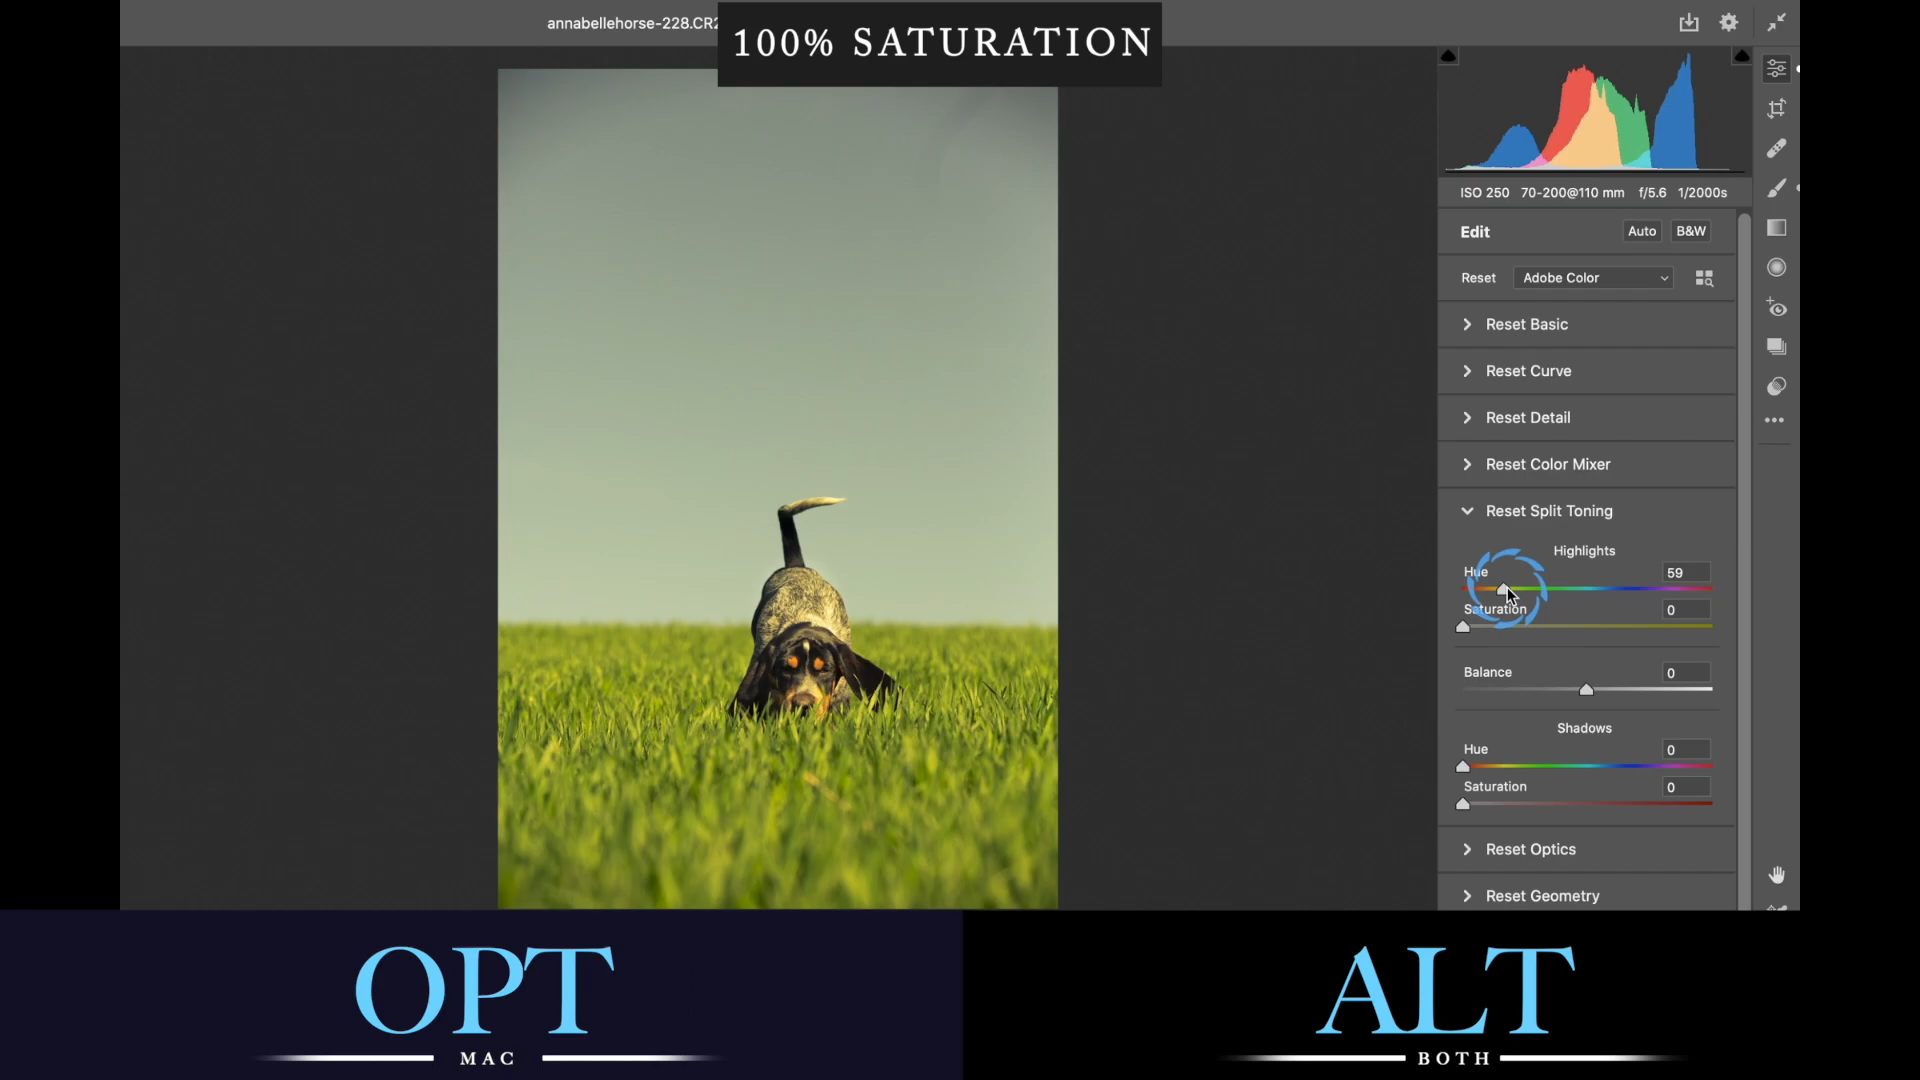 annabellehorse-228.CR2
100% SATURATION
ISO 250 70-200@110 mm f/5.6 1/2000s
Edit Auto B&W
Reset Adobe Color
Reset Basic
Reset Curve
Reset Detail
Reset Color Mixer
Reset Split Toning
Highlights
Hue 59
Saturation 0
Balance 0
Shadows
Hue 0
Saturation 0
Reset Optics
Reset Geometry
OPT
MAC
ALT
BOTH